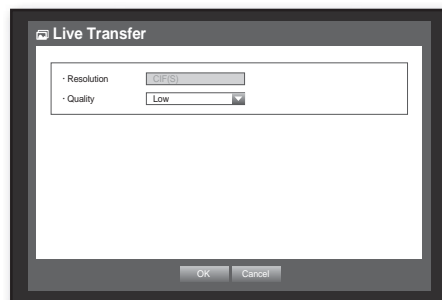 Live Transfer
· Resolution CIF(S)
· Quality Low
OK Cancel